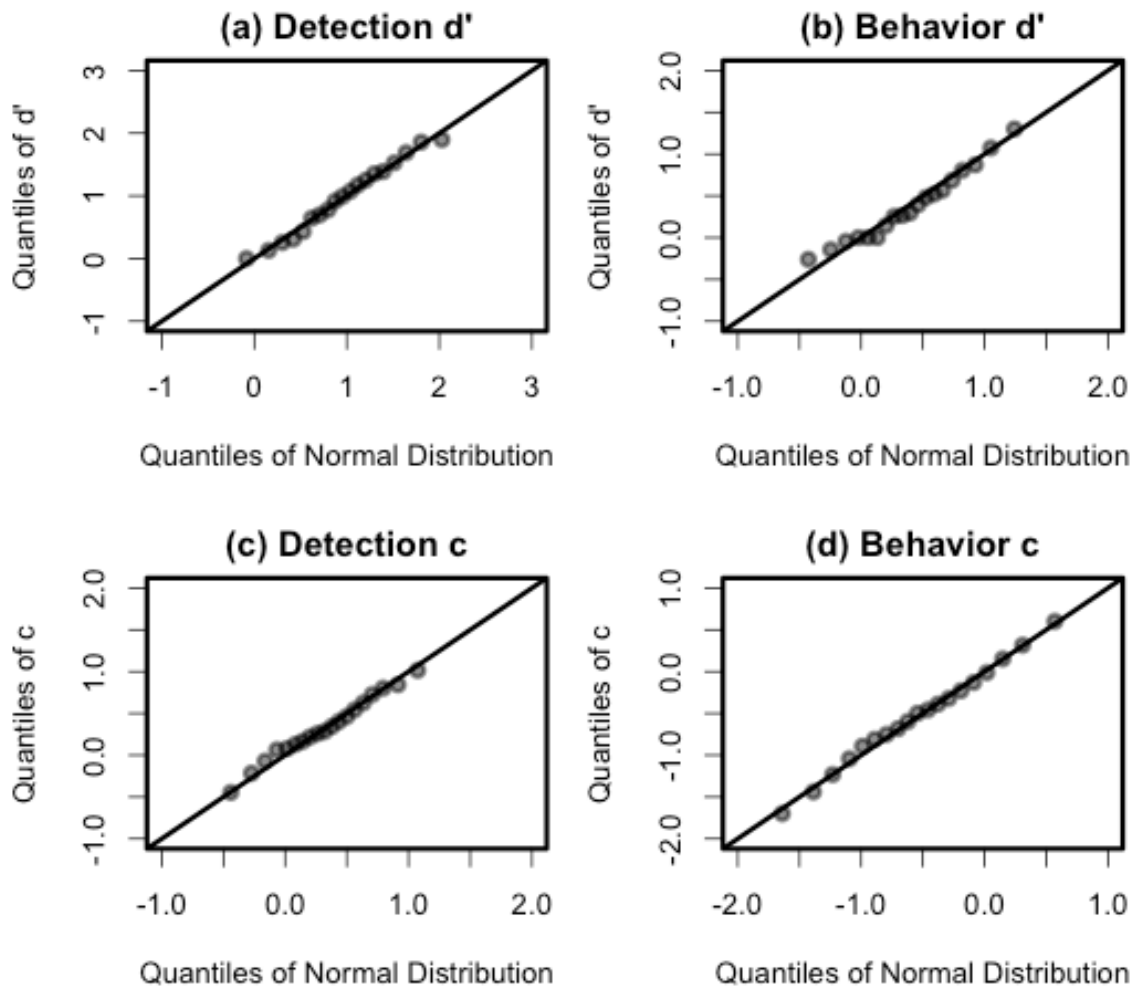 (a) Detection d'
Quantiles of d'
3
2
1
0
-1
-1 0 1 2 3
Quantiles of Normal Distribution
(b) Behavior d'
Quantiles of d'
2.0
1.0
0.0
-1.0
-1.0 0.0 1.0 2.0
Quantiles of Normal Distribution
(c) Detection c
Quantiles of c
2.0
1.0
0.0
-1.0
-1.0 0.0 1.0 2.0
Quantiles of Normal Distribution
(d) Behavior c
Quantiles of c
1.0
0.0
-1.0
-2.0
-2.0 -1.0 0.0 1.0
Quantiles of Normal Distribution